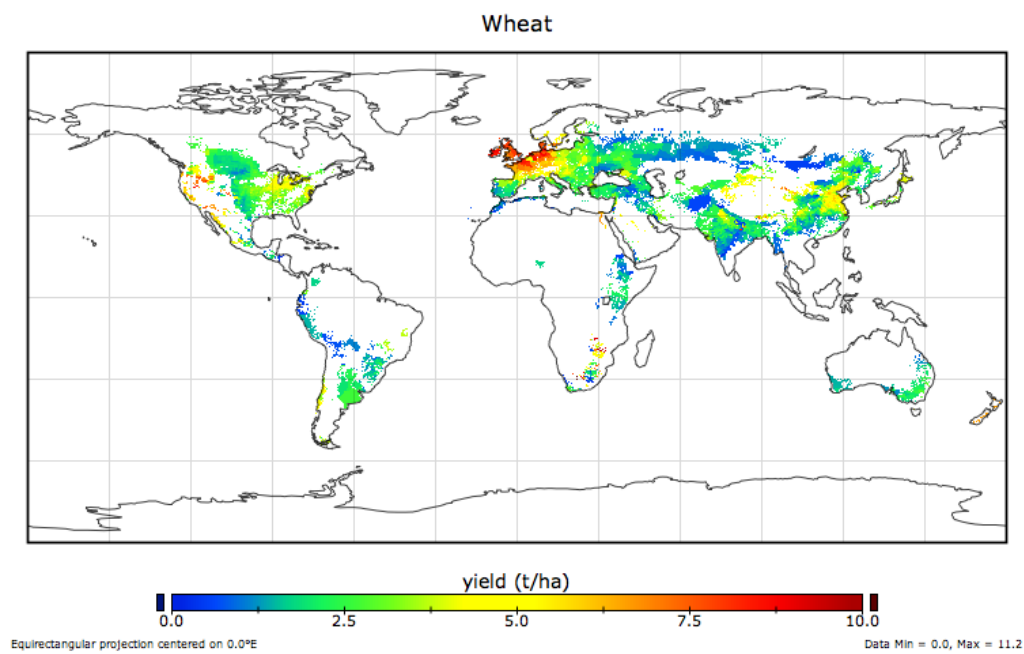 Wheat
yield (t/ha)
0.0 2.5 5.0 7.5 10.0
Equirectangular projection centered on 0.0°E Data Min = 0.0, Max = 11.2